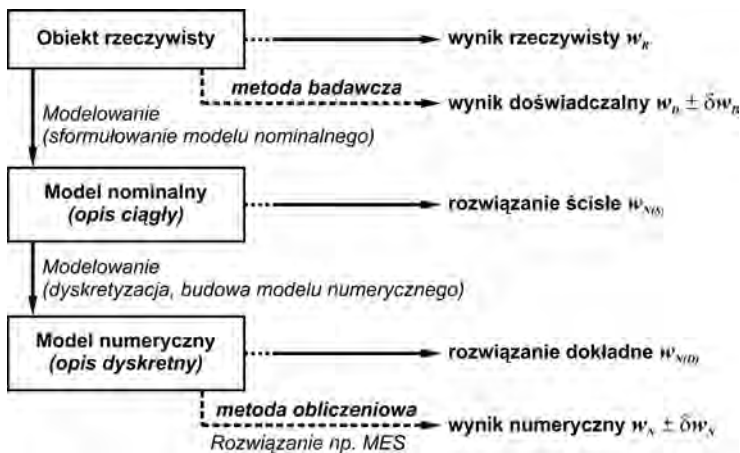 Obiekt rzeczywisty
wynik rzeczywisty w_R
metoda badawcza
wynik doświadczalny w_D ± δw_D
Modelowanie
(sformułowanie modelu nominalnego)
Model nominalny
(opis ciągły)
rozwiązanie ścisłe w_N(S)
Modelowanie
(dyskretyzacja, budowa modelu numerycznego)
Model numeryczny
(opis dyskretny)
rozwiązanie dokładne w_N(D)
metoda obliczeniowa
wynik numeryczny w_N ± δw_N
Rozwiązanie np. MES